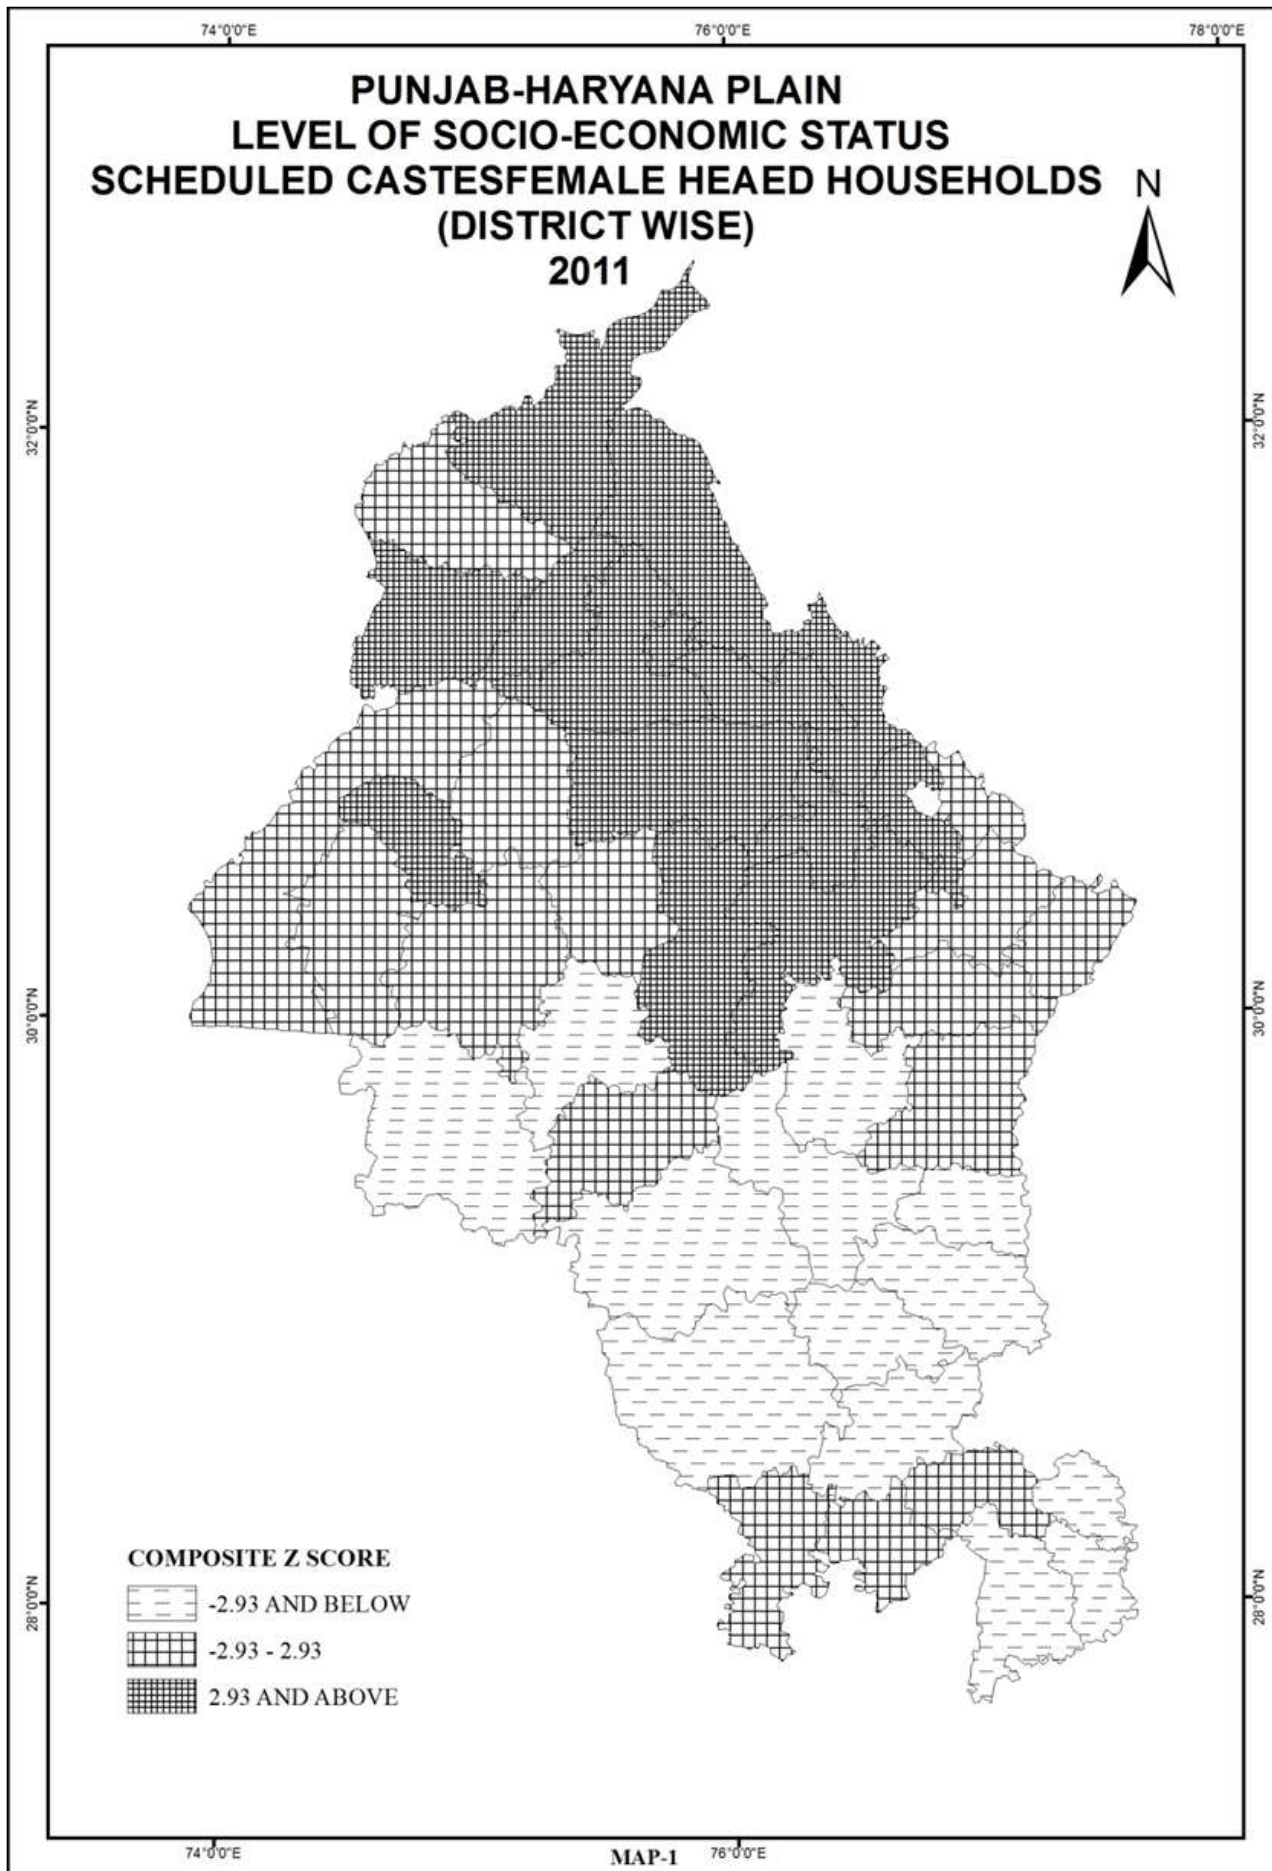 74°0'0"E 76°0'0"E 78°0'0"E
PUNJAB-HARYANA PLAIN
LEVEL OF SOCIO-ECONOMIC STATUS
SCHEDULED CASTESFEMALE HEAED HOUSEHOLDS
(DISTRICT WISE)
2011
N
32°0'0"N 32°0'0"N
30°0'0"N 30°0'0"N
28°0'0"N 28°0'0"N
COMPOSITE Z SCORE
-2.93 AND BELOW
-2.93 - 2.93
2.93 AND ABOVE
74°0'0"E 76°0'0"E
MAP-1